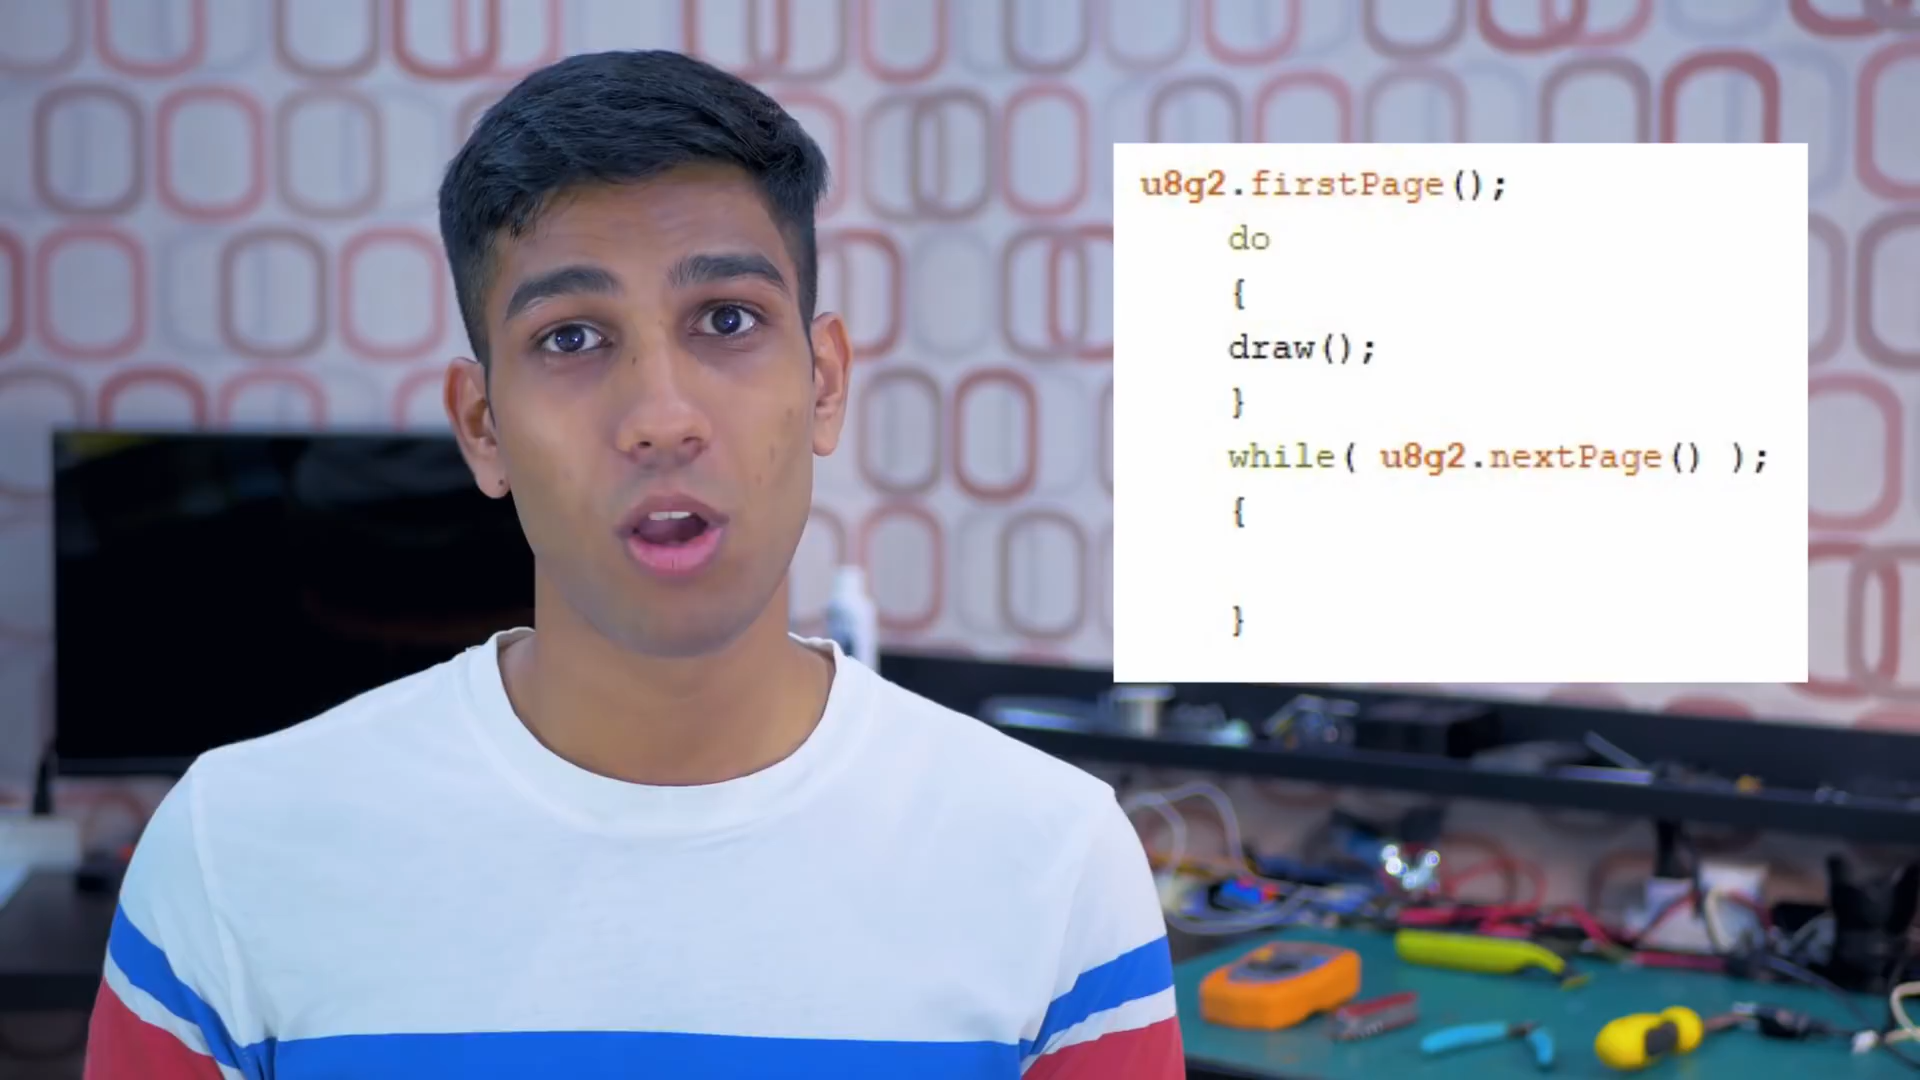 u8g2.firstPage();
do
{
draw();
}
while( u8g2.nextPage() );
{
}